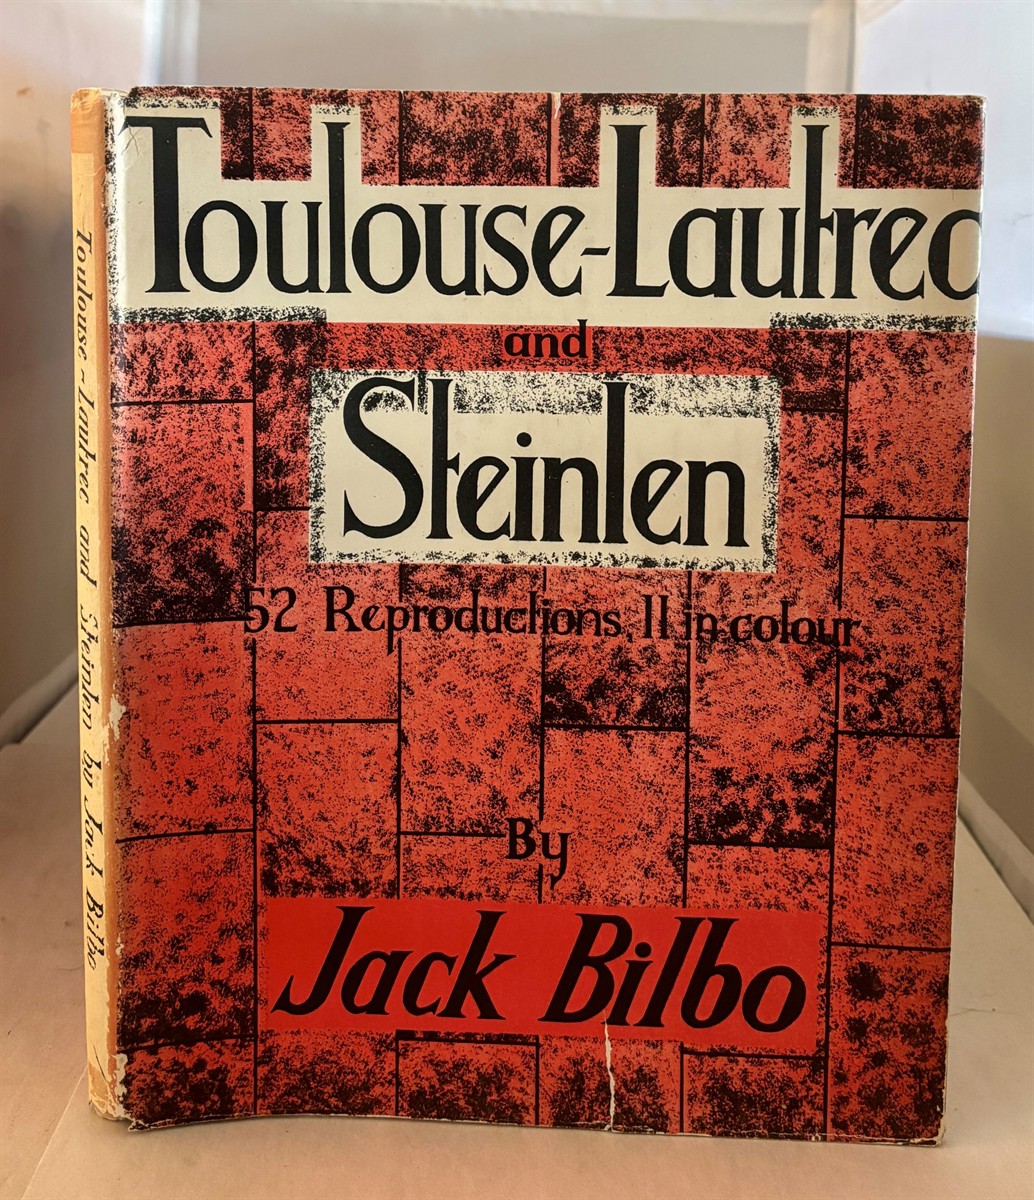 Toulouse-Lautrec
and
Steinlen
52 Reproductions, 11 in colour
By
Jack Bilbo
Toulouse-Lautrec and Steinlen by Jack Bilbo